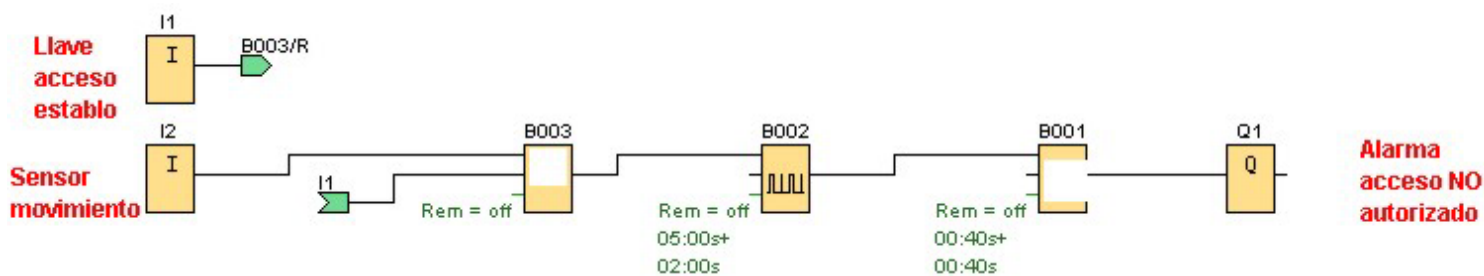 I1
Llave
acceso
establo
I
B003/R
I2
I
Sensor
movimiento
I1
B003
Rem = off
B002
Rem = off
05:00s+
02:00s
B001
Rem = off
00:40s+
00:40s
Q1
Q
Alarma
acceso NO
autorizado